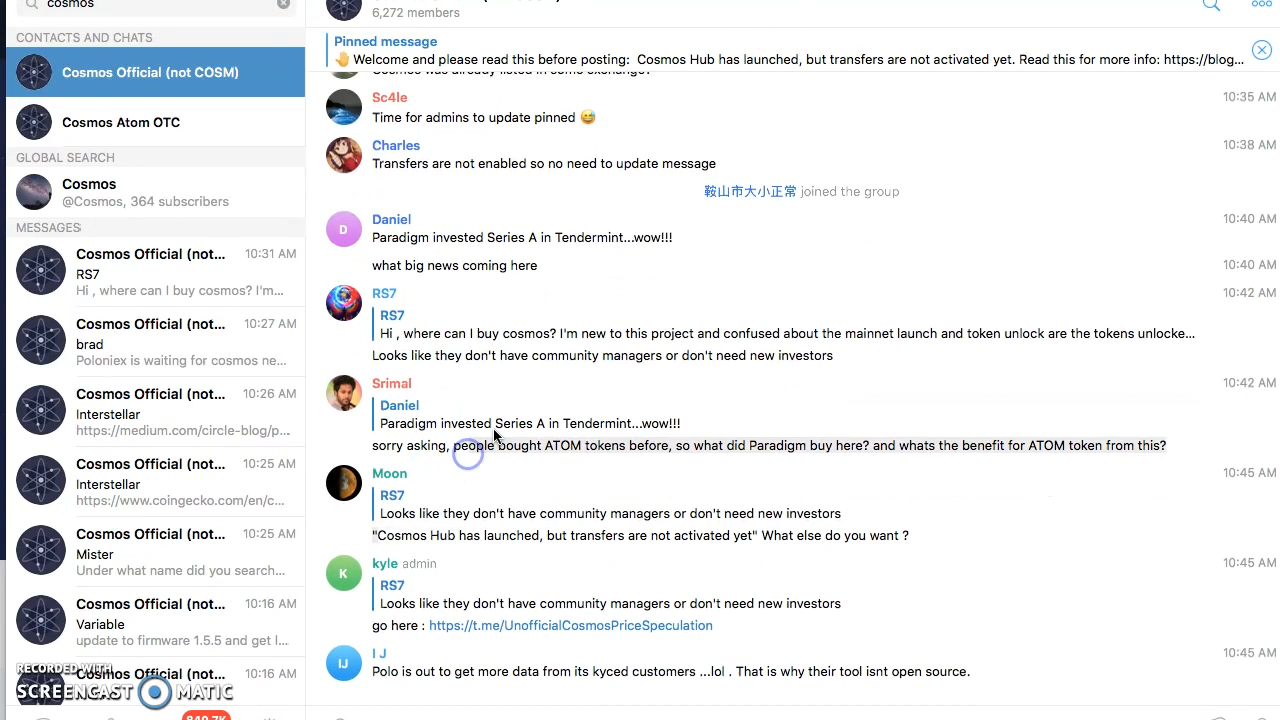 cosmos
CONTACTS AND CHATS
Cosmos Official (not COSM)
Cosmos Atom OTC
GLOBAL SEARCH
Cosmos
@Cosmos, 364 subscribers
MESSAGES
Cosmos Official (not... 10:31 AM
RS7
Hi , where can I buy cosmos? I'm...
Cosmos Official (not... 10:27 AM
brad
Poloniex is waiting for cosmos ne...
Cosmos Official (not... 10:26 AM
Interstellar
https://medium.com/circle-blog/p...
Cosmos Official (not... 10:25 AM
Interstellar
https://www.coingecko.com/en/c...
Cosmos Official (not... 10:25 AM
Mister
Under what name did you search...
Cosmos Official (not... 10:16 AM
Variable
update to firmware 1.5.5 and get l...
Cosmos Official (not... 10:16 AM
RECORDED WITH
SCREENCAST MATIC
840.7K
6,272 members
Pinned message
👋 Welcome and please read this before posting: Cosmos Hub has launched, but transfers are not activated yet. Read this for more info: https://blog...
Cosmos was already listed in some exchange?
Sc4le 10:35 AM
Time for admins to update pinned 😅
Charles 10:38 AM
Transfers are not enabled so no need to update message
鞍山市大小正常 joined the group
Daniel 10:40 AM
Paradigm invested Series A in Tendermint...wow!!!
what big news coming here 10:40 AM
RS7 10:42 AM
RS7
Hi , where can I buy cosmos? I'm new to this project and confused about the mainnet launch and token unlock are the tokens unlocke...
Looks like they don't have community managers or don't need new investors
Srimal 10:42 AM
Daniel
Paradigm invested Series A in Tendermint...wow!!!
sorry asking, people bought ATOM tokens before, so what did Paradigm buy here? and whats the benefit for ATOM token from this?
Moon 10:45 AM
RS7
Looks like they don't have community managers or don't need new investors
"Cosmos Hub has launched, but transfers are not activated yet" What else do you want ?
kyle admin 10:45 AM
RS7
Looks like they don't have community managers or don't need new investors
go here : https://t.me/UnofficialCosmosPriceSpeculation
I J 10:45 AM
IJ
Polo is out to get more data from its kyced customers ...lol . That is why their tool isnt open source.
D
K